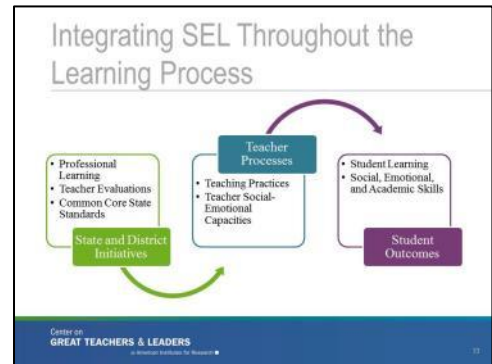 Integrating SEL Throughout the
Learning Process
• Professional
Learning
• Teacher Evaluations
• Common Core State
Standards
State and District
Initiatives
Teacher
Processes
• Teaching Practices
• Teacher Social-
Emotional
Capacities
• Student Learning
• Social, Emotional,
and Academic Skills
Student
Outcomes
Center on
GREAT TEACHERS & LEADERS
at American Institutes for Research